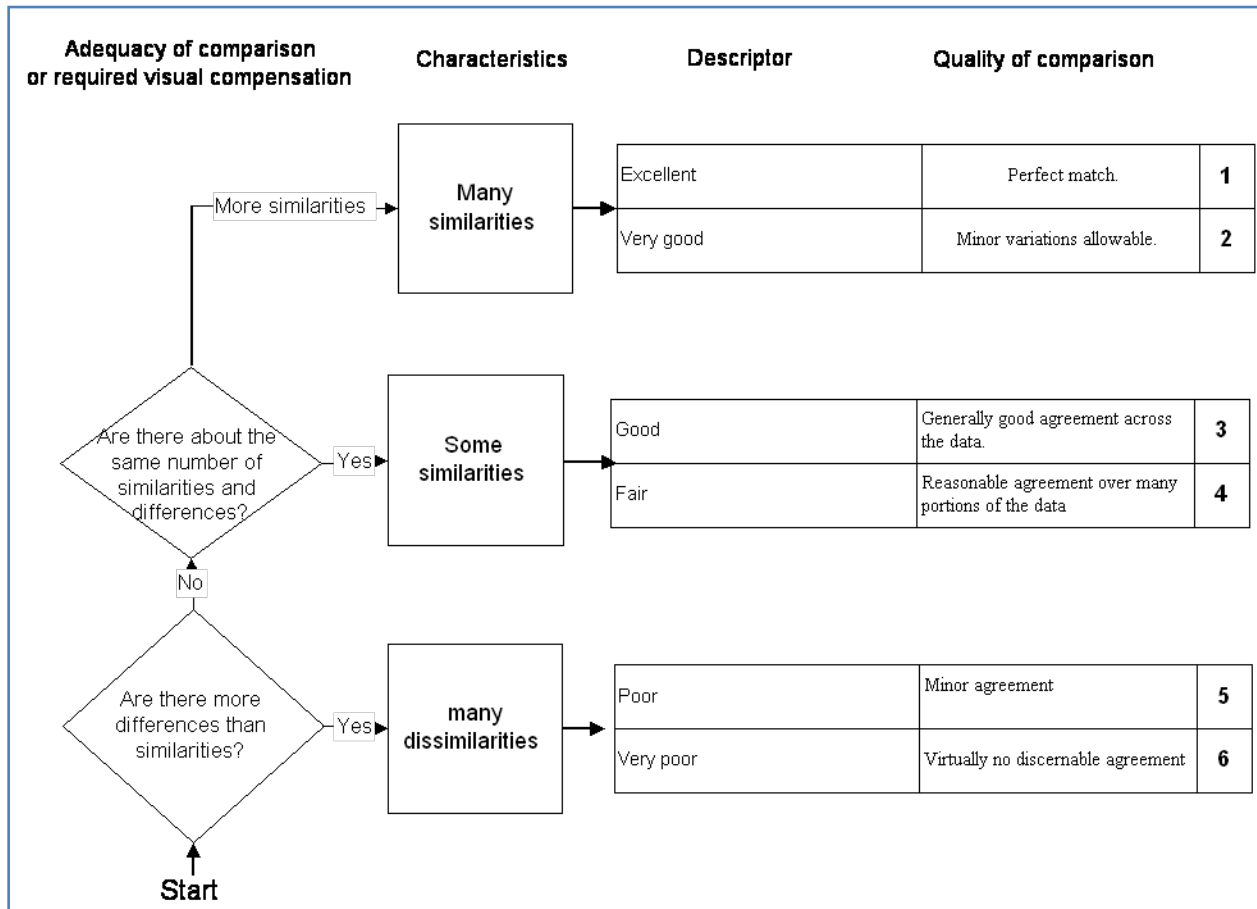 Adequacy of comparison
or required visual compensation
Characteristics
Descriptor
Quality of comparison
More similarities
Many
similarities
Excellent
Perfect match.
1
Very good
Minor variations allowable.
2
Are there about the
same number of
similarities and
differences?
Yes
Some
similarities
Good
Generally good agreement across
the data.
3
Fair
Reasonable agreement over many
portions of the data
4
No
Are there more
differences than
similarities?
Yes
many
dissimilarities
Poor
Minor agreement
5
Very poor
Virtually no discernable agreement
6
Start